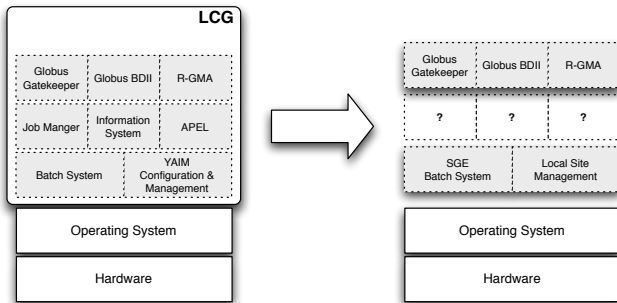 LCG
Globus
Gatekeeper
Globus BDII
R-GMA
Job Manger
Information
System
APEL
Batch System
YAIM
Configuration &
Management
Operating System
Hardware
Globus
Gatekeeper
Globus BDII
R-GMA
?
?
?
SGE
Batch System
Local Site
Management
Operating System
Hardware